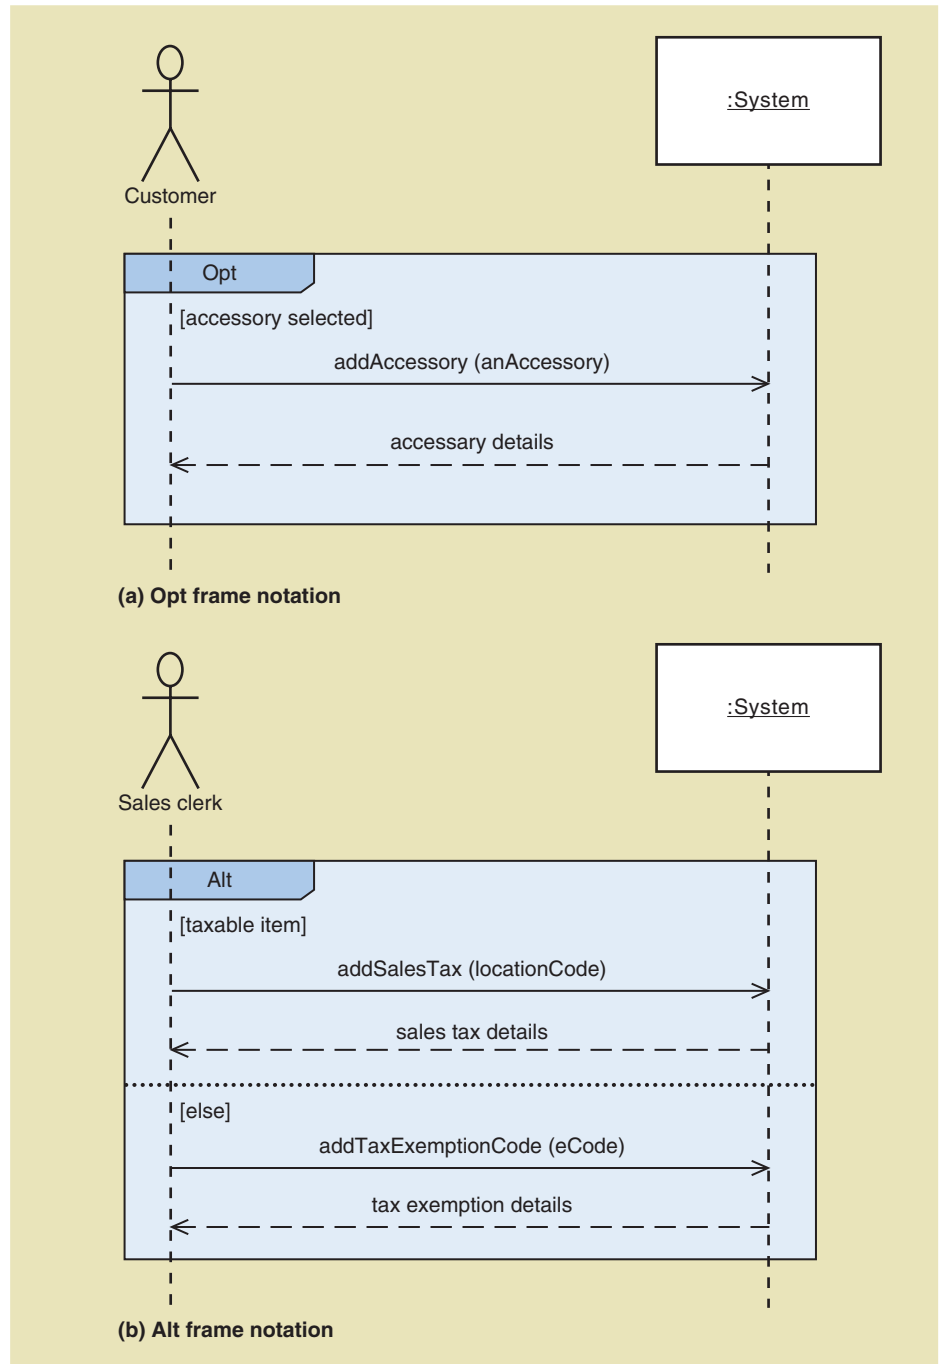 :System
Customer
Opt
[accessory selected]
addAccessory (anAccessory)
accessary details
(a) Opt frame notation
:System
Sales clerk
Alt
[taxable item]
addSalesTax (locationCode)
sales tax details
[else]
addTaxExemptionCode (eCode)
tax exemption details
(b) Alt frame notation